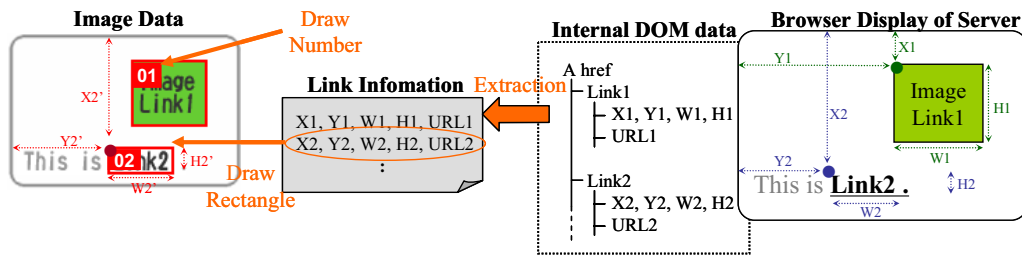 Image Data
Draw
Number
01
Image
Link1
X2'
Y2'
This is
02
nk2
H2'
W2'
Draw
Rectangle
Link Infomation
X1, Y1, W1, H1, URL1
X2, Y2, W2, H2, URL2
:
Extraction
Internal DOM data
A href
Link1
X1, Y1, W1, H1
URL1
Link2
X2, Y2, W2, H2
URL2
Browser Display of Server
X1
Y1
Image
Link1
H1
W1
X2
Y2
This is Link2 .
H2
W2